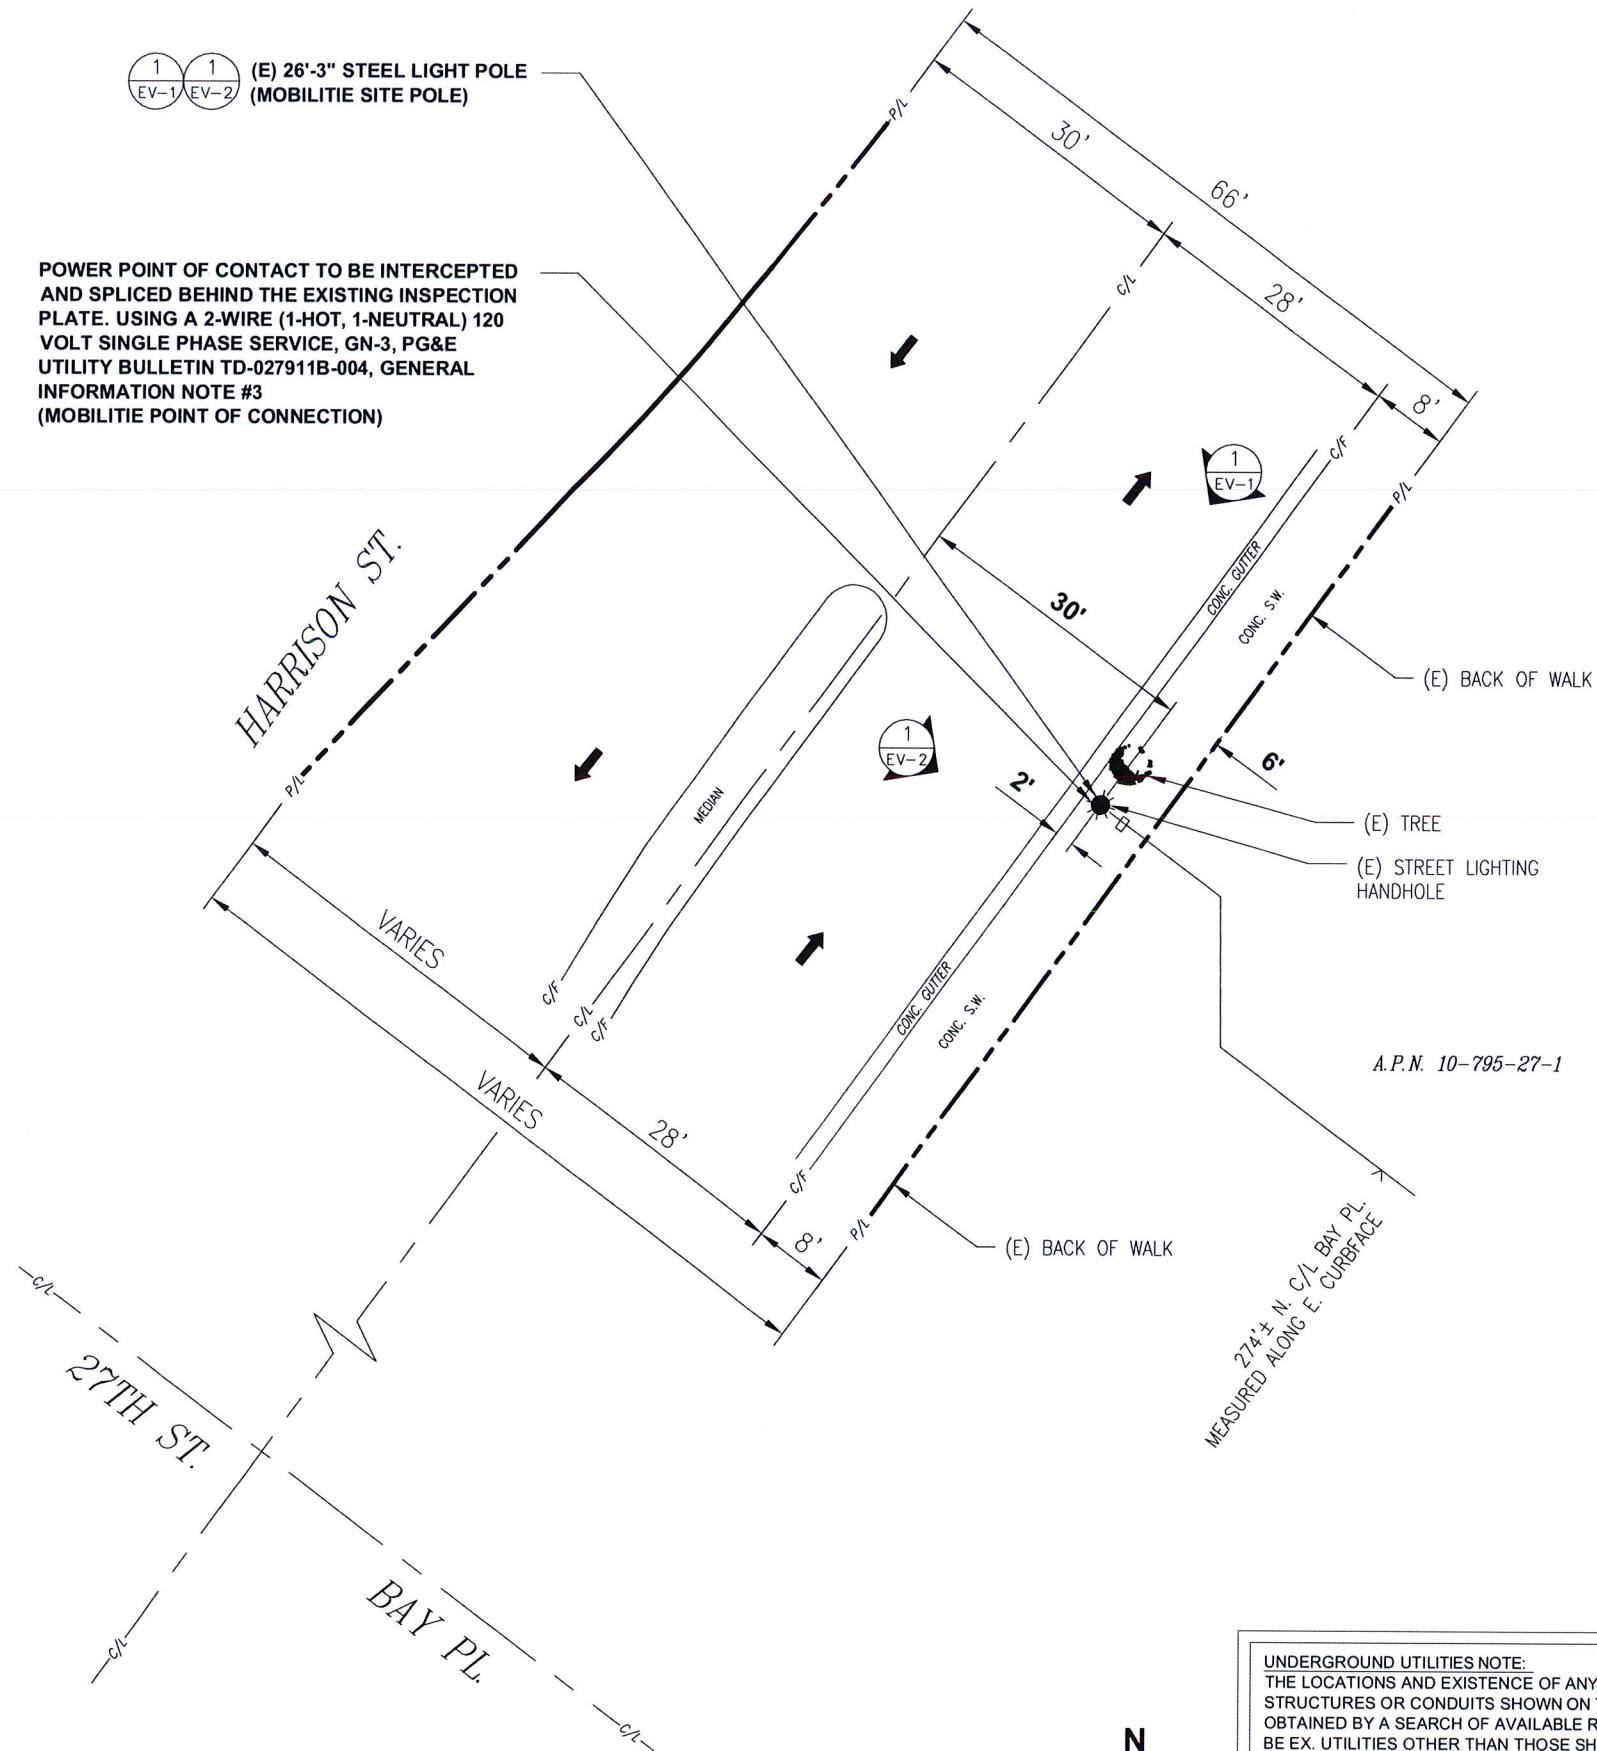 1
EV-1
1
EV-2
(E) 26'-3" STEEL LIGHT POLE
(MOBILITIE SITE POLE)
POWER POINT OF CONTACT TO BE INTERCEPTED
AND SPLICED BEHIND THE EXISTING INSPECTION
PLATE. USING A 2-WIRE (1-HOT, 1-NEUTRAL) 120
VOLT SINGLE PHASE SERVICE, GN-3, PG&E
UTILITY BULLETIN TD-027911B-004, GENERAL
INFORMATION NOTE #3
(MOBILITIE POINT OF CONNECTION)
P/L
30'
66'
C/L
28'
8'
C/F
P/L
1
EV-1
CONC. GUTTER
CONC. S.W.
30'
(E) BACK OF WALK
HARRISON ST.
P/L
1
EV-2
MEDIAN
2'
6'
(E) TREE
(E) STREET LIGHTING
HANDHOLE
VARIES
C/F
C/L
C/F
CONC. GUTTER
CONC. S.W.
A.P.N. 10-795-27-1
VARIES
28'
C/F
8'
P/L
(E) BACK OF WALK
274'± N. C/L BAY PL.
MEASURED ALONG E. CURBFACE
C/L
27TH ST.
BAY PL.
C/L
C/L
N
UNDERGROUND UTILITIES NOTE:
THE LOCATIONS AND EXISTENCE OF ANY
STRUCTURES OR CONDUITS SHOWN ON
OBTAINED BY A SEARCH OF AVAILABLE
BE EX. UTILITIES OTHER THAN THOSE